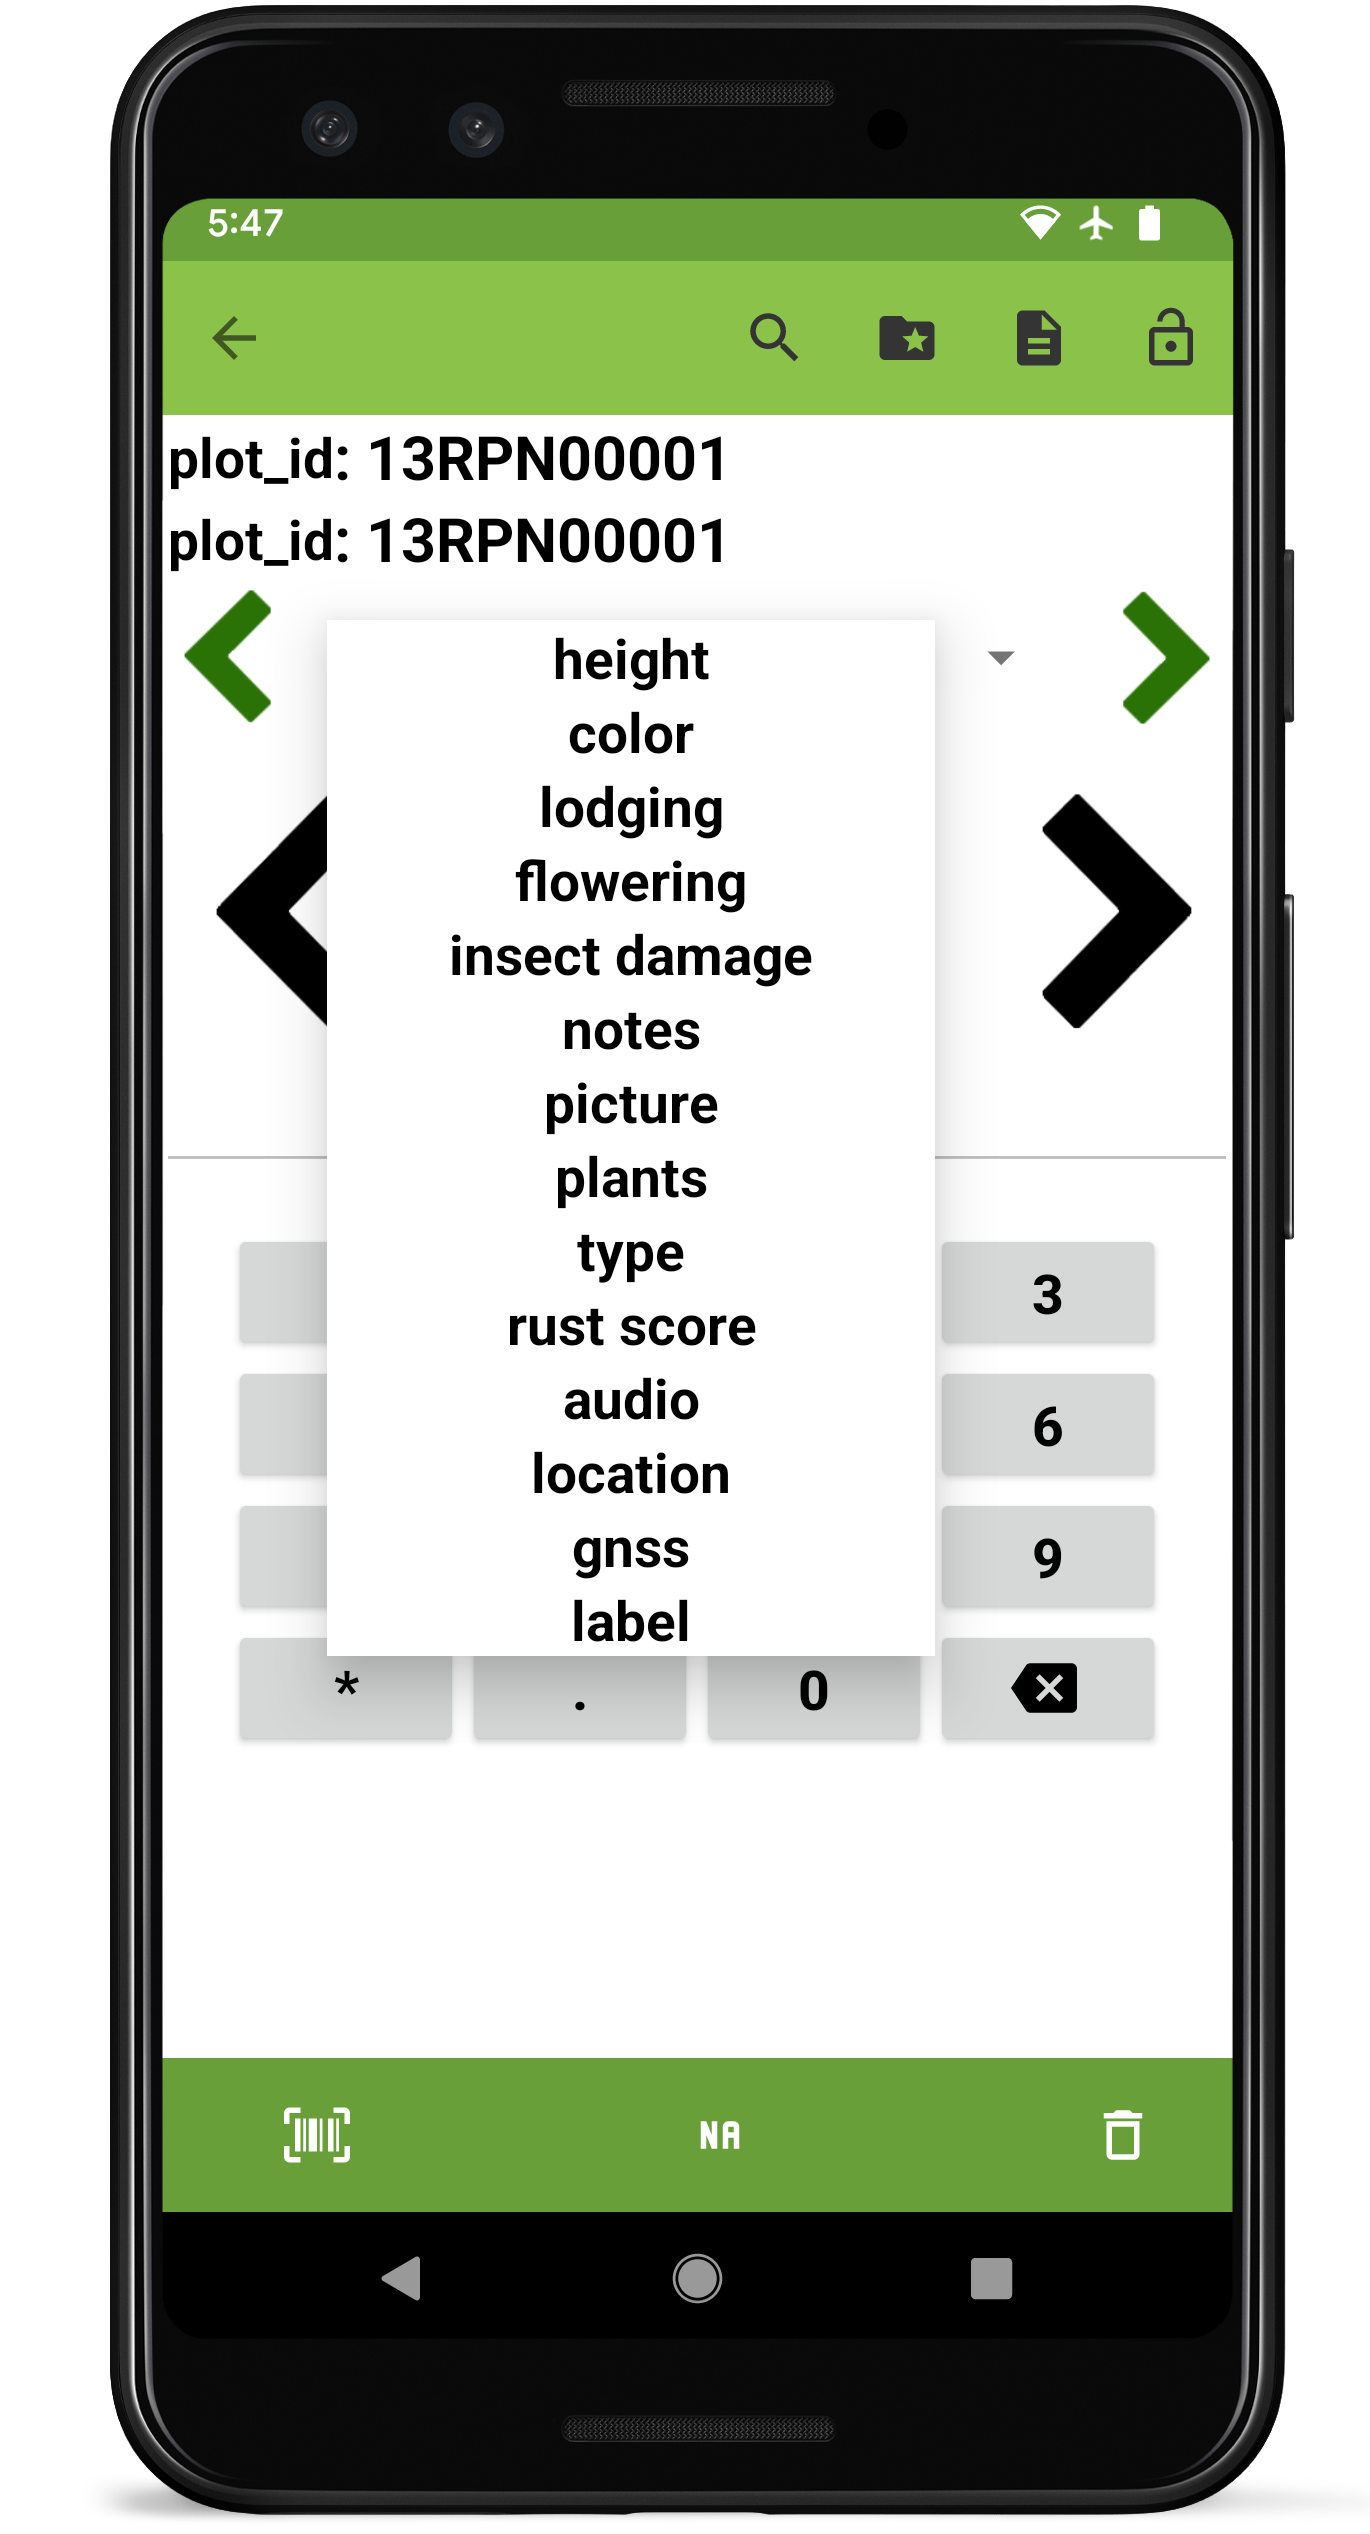 5:47
plot_id: 13RPN00001
plot_id: 13RPN00001
height
color
lodging
flowering
insect damage
notes
picture
plants
type
rust score
audio
location
gnss
label
3
6
9
* . 0
NA